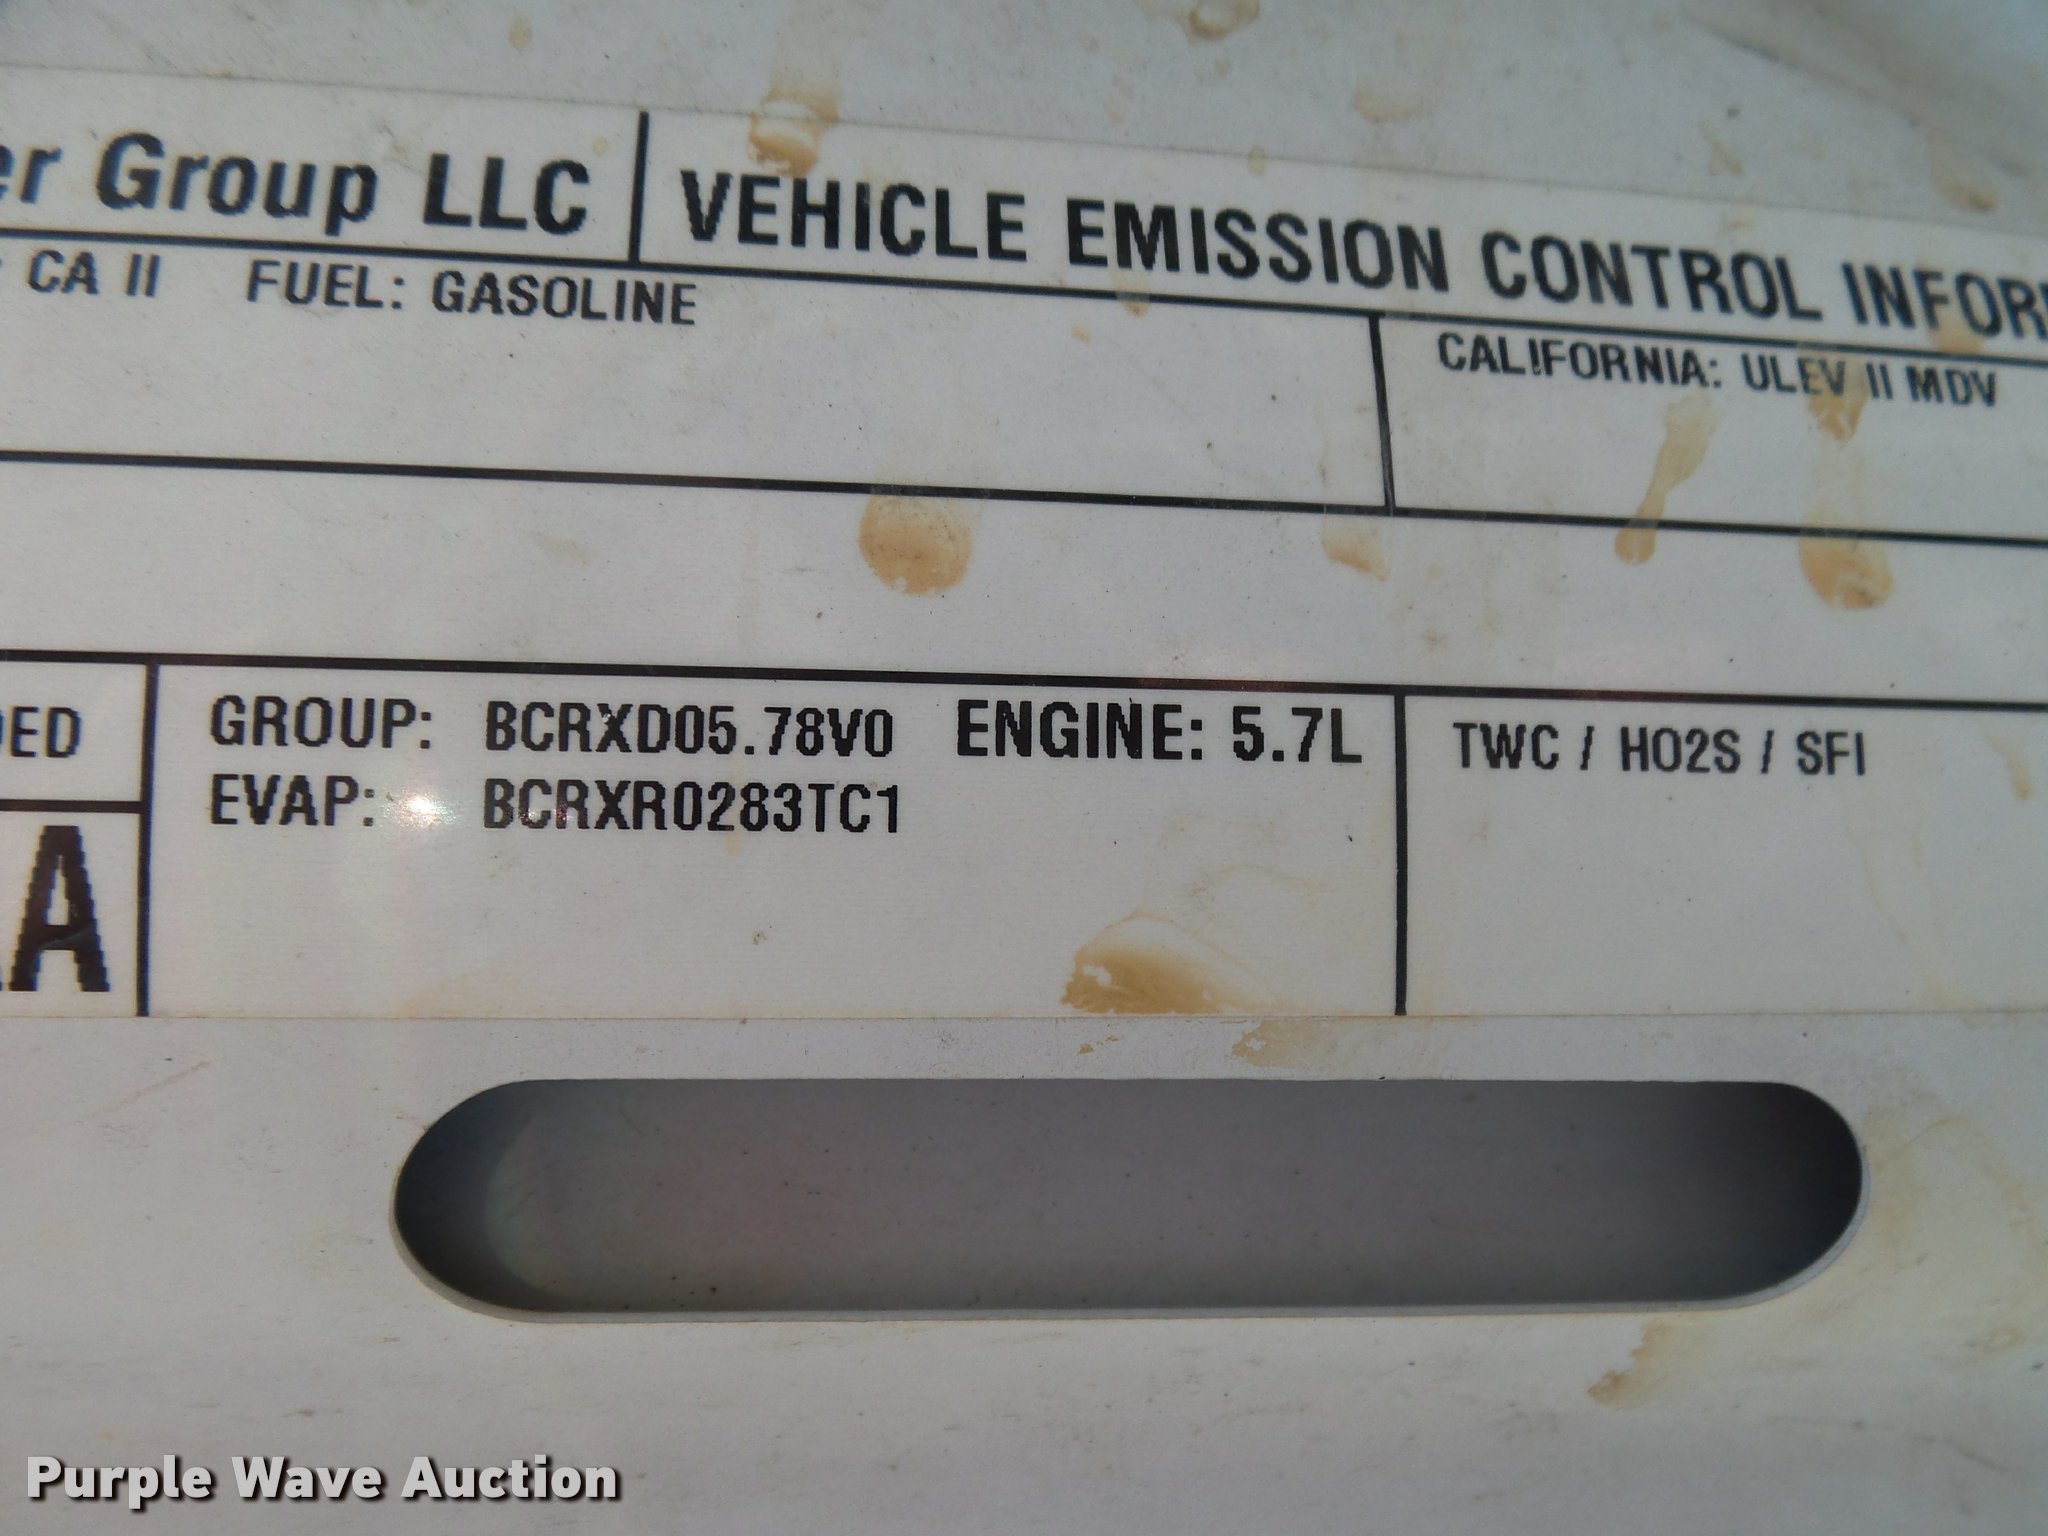 er Group LLC
VEHICLE EMISSION CONTROL INFOR
CA II FUEL: GASOLINE
CALIFORNIA: ULEV II MDV
DED
GROUP: BCRXD05.78V0 ENGINE: 5.7L
EVAP: BCRXR0283TC1
TWC / HO2S / SFI
A
Purple Wave Auction